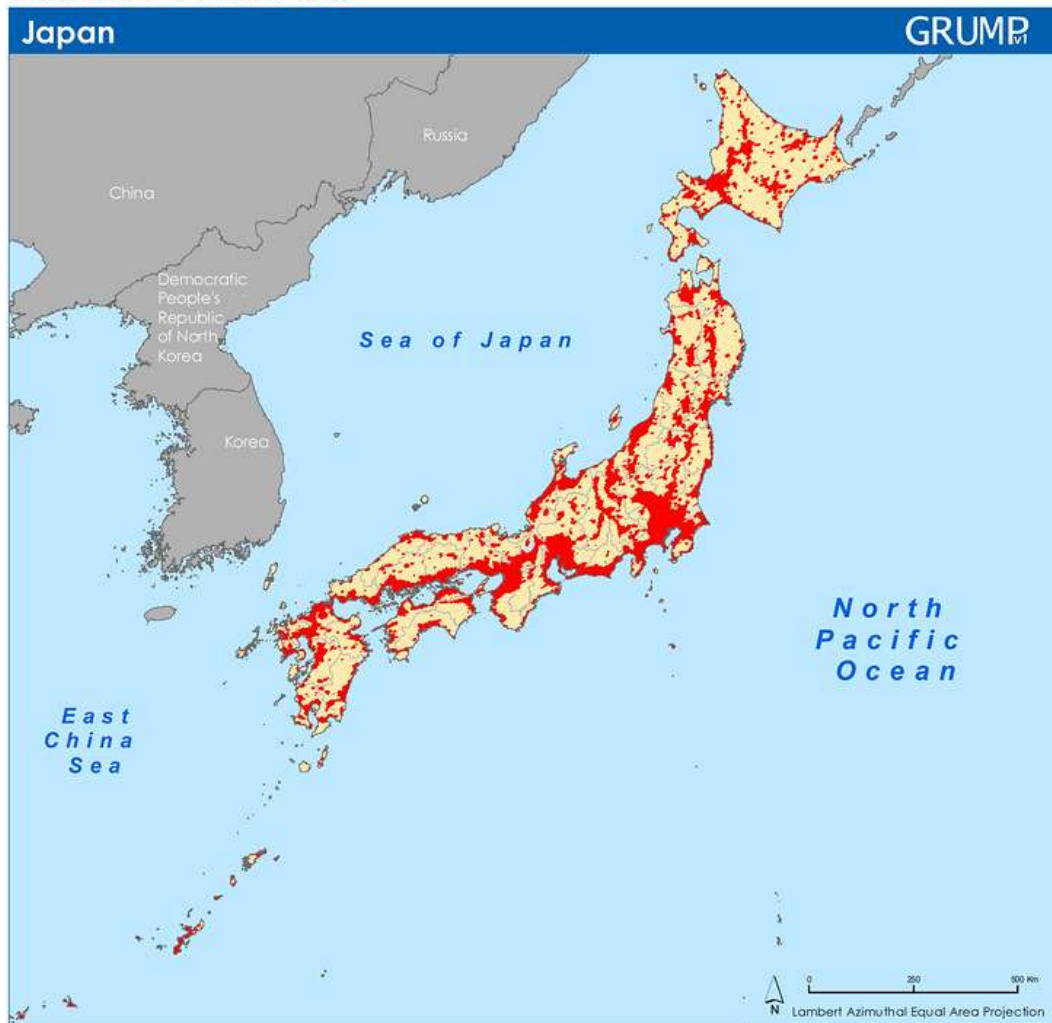 Japan
GRUMP
v1
Russia
China
Democratic
People's
Republic
of North
Korea
Sea of Japan
Korea
North
Pacific
Ocean
East
China
Sea
0 250 500 Km
N
Lambert Azimuthal Equal Area Projection